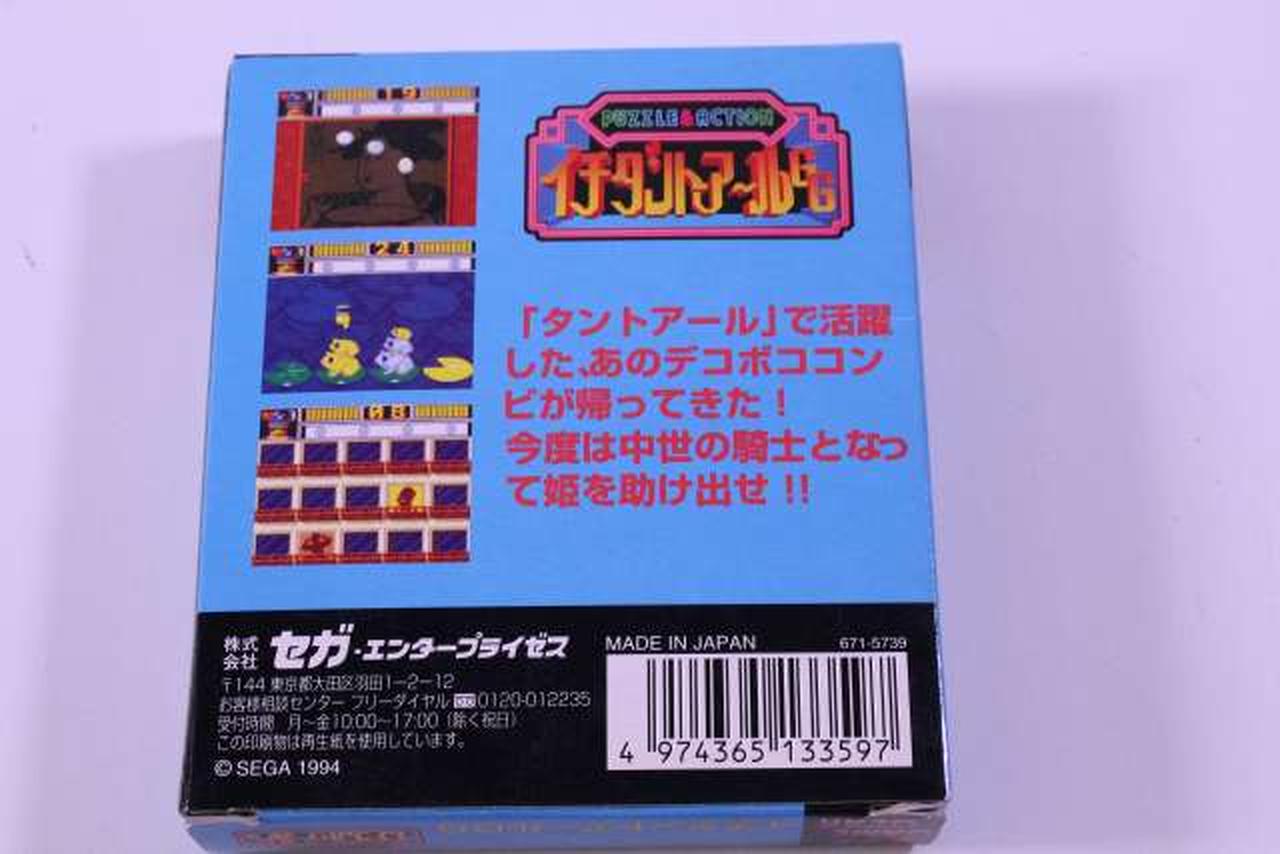 19
24
08
PUZZLE & ACTION
イチダントアールGG
「タントアール」で活躍
した、あのデコボココン
ビが帰ってきた!
今度は中世の騎士となっ
て姫を助け出せ!!
株式会社 セガ・エンタープライゼス
〒144 東京都大田区羽田1-2-12
お客様相談センター フリーダイヤル 0120-012235
受付時間 月〜金10:00〜17:00(除く祝日)
この印刷物は再生紙を使用しています。
© SEGA 1994
MADE IN JAPAN 671-5739
4 974365 133597